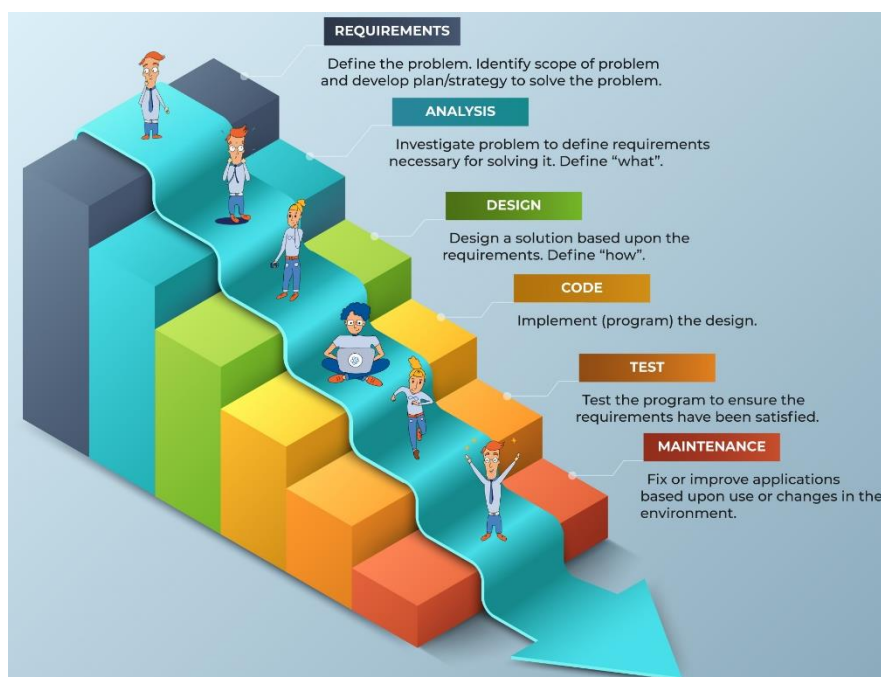 REQUIREMENTS
Define the problem. Identify scope of problem
and develop plan/strategy to solve the problem.
ANALYSIS
Investigate problem to define requirements
necessary for solving it. Define “what”.
DESIGN
Design a solution based upon the
requirements. Define “how”.
CODE
Implement (program) the design.
TEST
Test the program to ensure the
requirements have been satisfied.
MAINTENANCE
Fix or improve applications
based upon use or changes in the
environment.